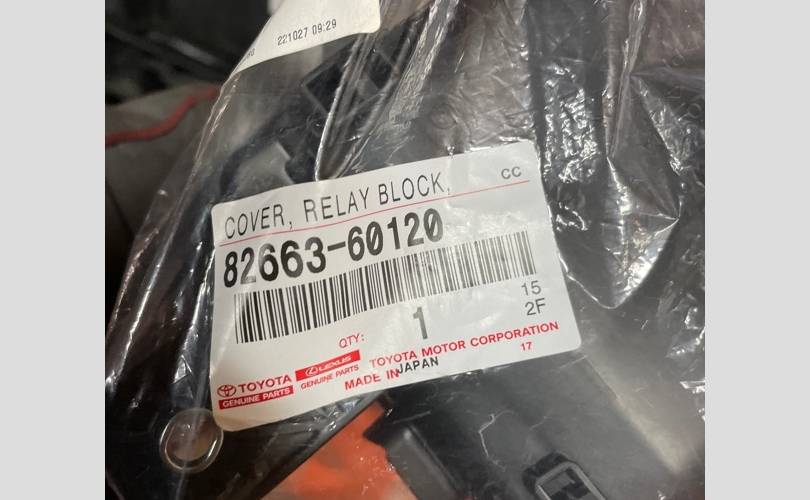 221027 09:29
COVER, RELAY BLOCK, CC
82663-60120
15
QTY: 1 2F
TOYOTA GENUINE PARTS
LEXUS GENUINE PARTS
TOYOTA MOTOR CORPORATION
17
MADE IN JAPAN